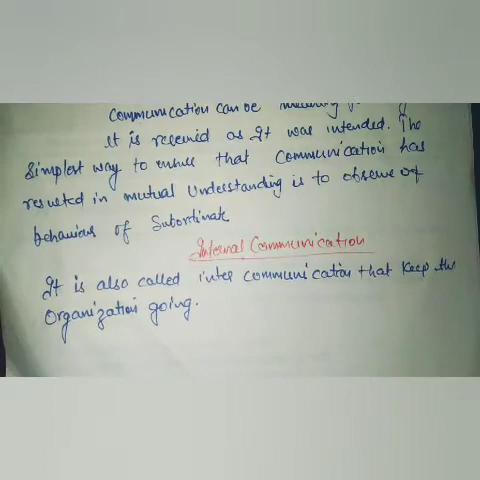 Communication can be
It is received as It was intended. The
Simplest way to ensure that Communication has
resulted in mutual Understanding is to observe of
behaviour of Subordinate
Internal Communication
It is also called inter communication that keep the
Organization going.